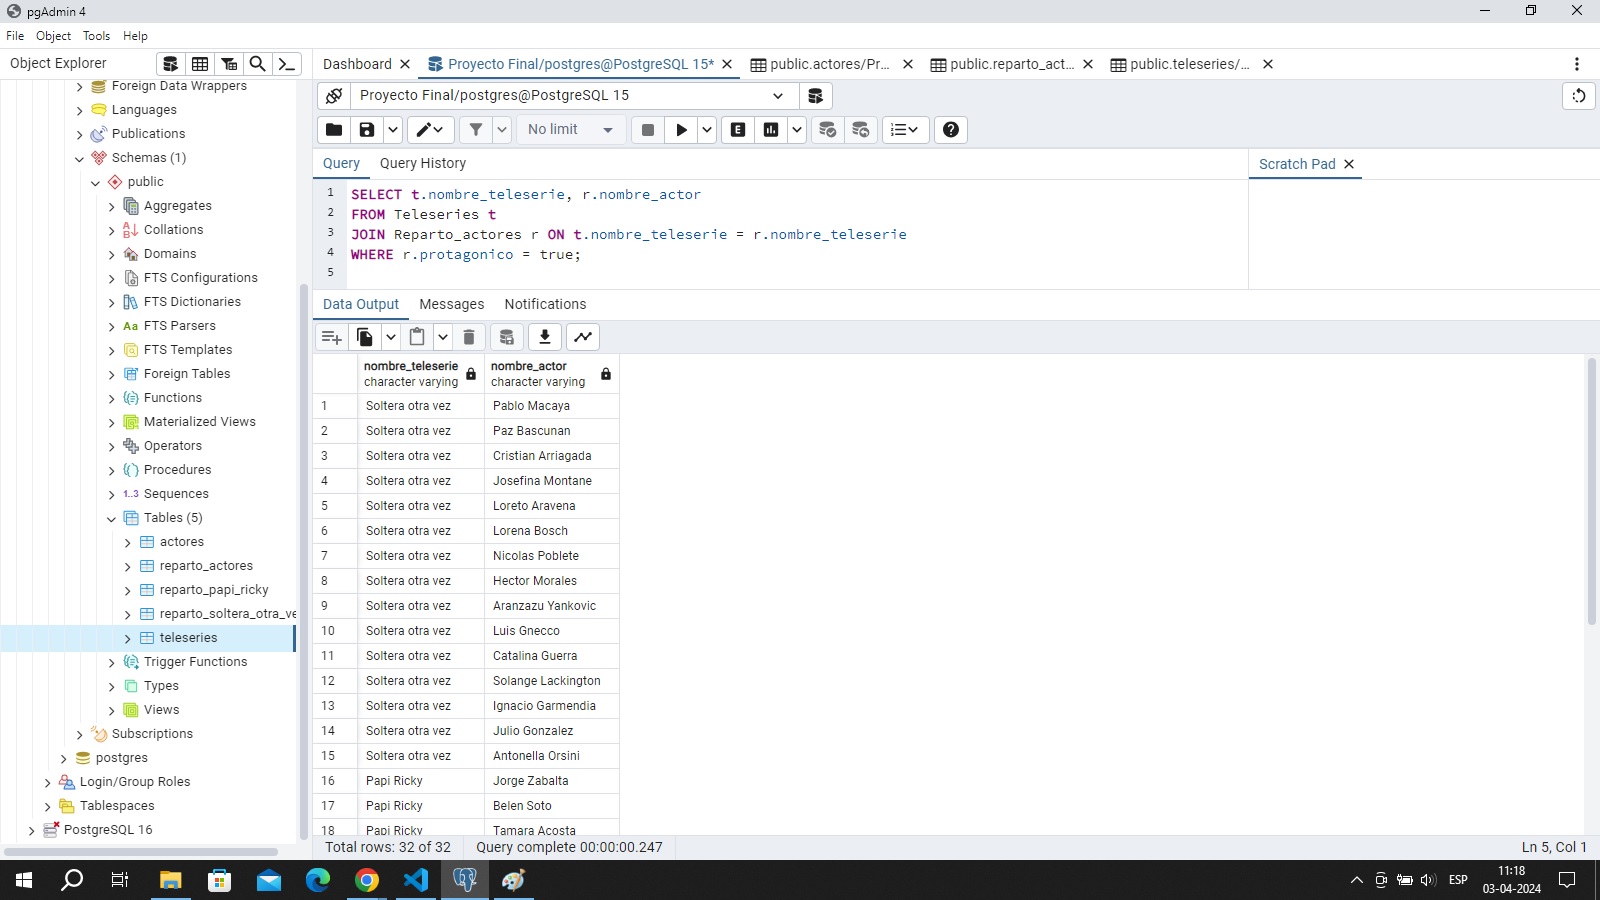 pgAdmin 4
File Object Tools Help
Object Explorer
Dashboard
Proyecto Final/postgres@PostgreSQL 15*
public.actores/Pr...
public.reparto_act...
public.teleseries/...
Foreign Data Wrappers
Languages
Publications
Schemas (1)
public
Aggregates
Collations
Domains
FTS Configurations
FTS Dictionaries
Aa FTS Parsers
FTS Templates
Foreign Tables
Functions
Materialized Views
Operators
Procedures
1..3 Sequences
Tables (5)
actores
reparto_actores
reparto_papi_ricky
reparto_soltera_otra_ve
teleseries
Trigger Functions
Types
Views
Subscriptions
postgres
Login/Group Roles
Tablespaces
PostgreSQL 16
Proyecto Final/postgres@PostgreSQL 15
No limit
E
Query Query History
Scratch Pad
1 SELECT t.nombre_teleserie, r.nombre_actor
2 FROM Teleseries t
3 JOIN Reparto_actores r ON t.nombre_teleserie = r.nombre_teleserie
4 WHERE r.protagonico = true;
5
Data Output Messages Notifications
nombre_teleserie nombre_actor
character varying character varying
1 Soltera otra vez Pablo Macaya
2 Soltera otra vez Paz Bascunan
3 Soltera otra vez Cristian Arriagada
4 Soltera otra vez Josefina Montane
5 Soltera otra vez Loreto Aravena
6 Soltera otra vez Lorena Bosch
7 Soltera otra vez Nicolas Poblete
8 Soltera otra vez Hector Morales
9 Soltera otra vez Aranzazu Yankovic
10 Soltera otra vez Luis Gnecco
11 Soltera otra vez Catalina Guerra
12 Soltera otra vez Solange Lackington
13 Soltera otra vez Ignacio Garmendia
14 Soltera otra vez Julio Gonzalez
15 Soltera otra vez Antonella Orsini
16 Papi Ricky Jorge Zabalta
17 Papi Ricky Belen Soto
18 Papi Ricky Tamara Acosta
Total rows: 32 of 32 Query complete 00:00:00.247 Ln 5, Col 1
ESP
11:18
03-04-2024